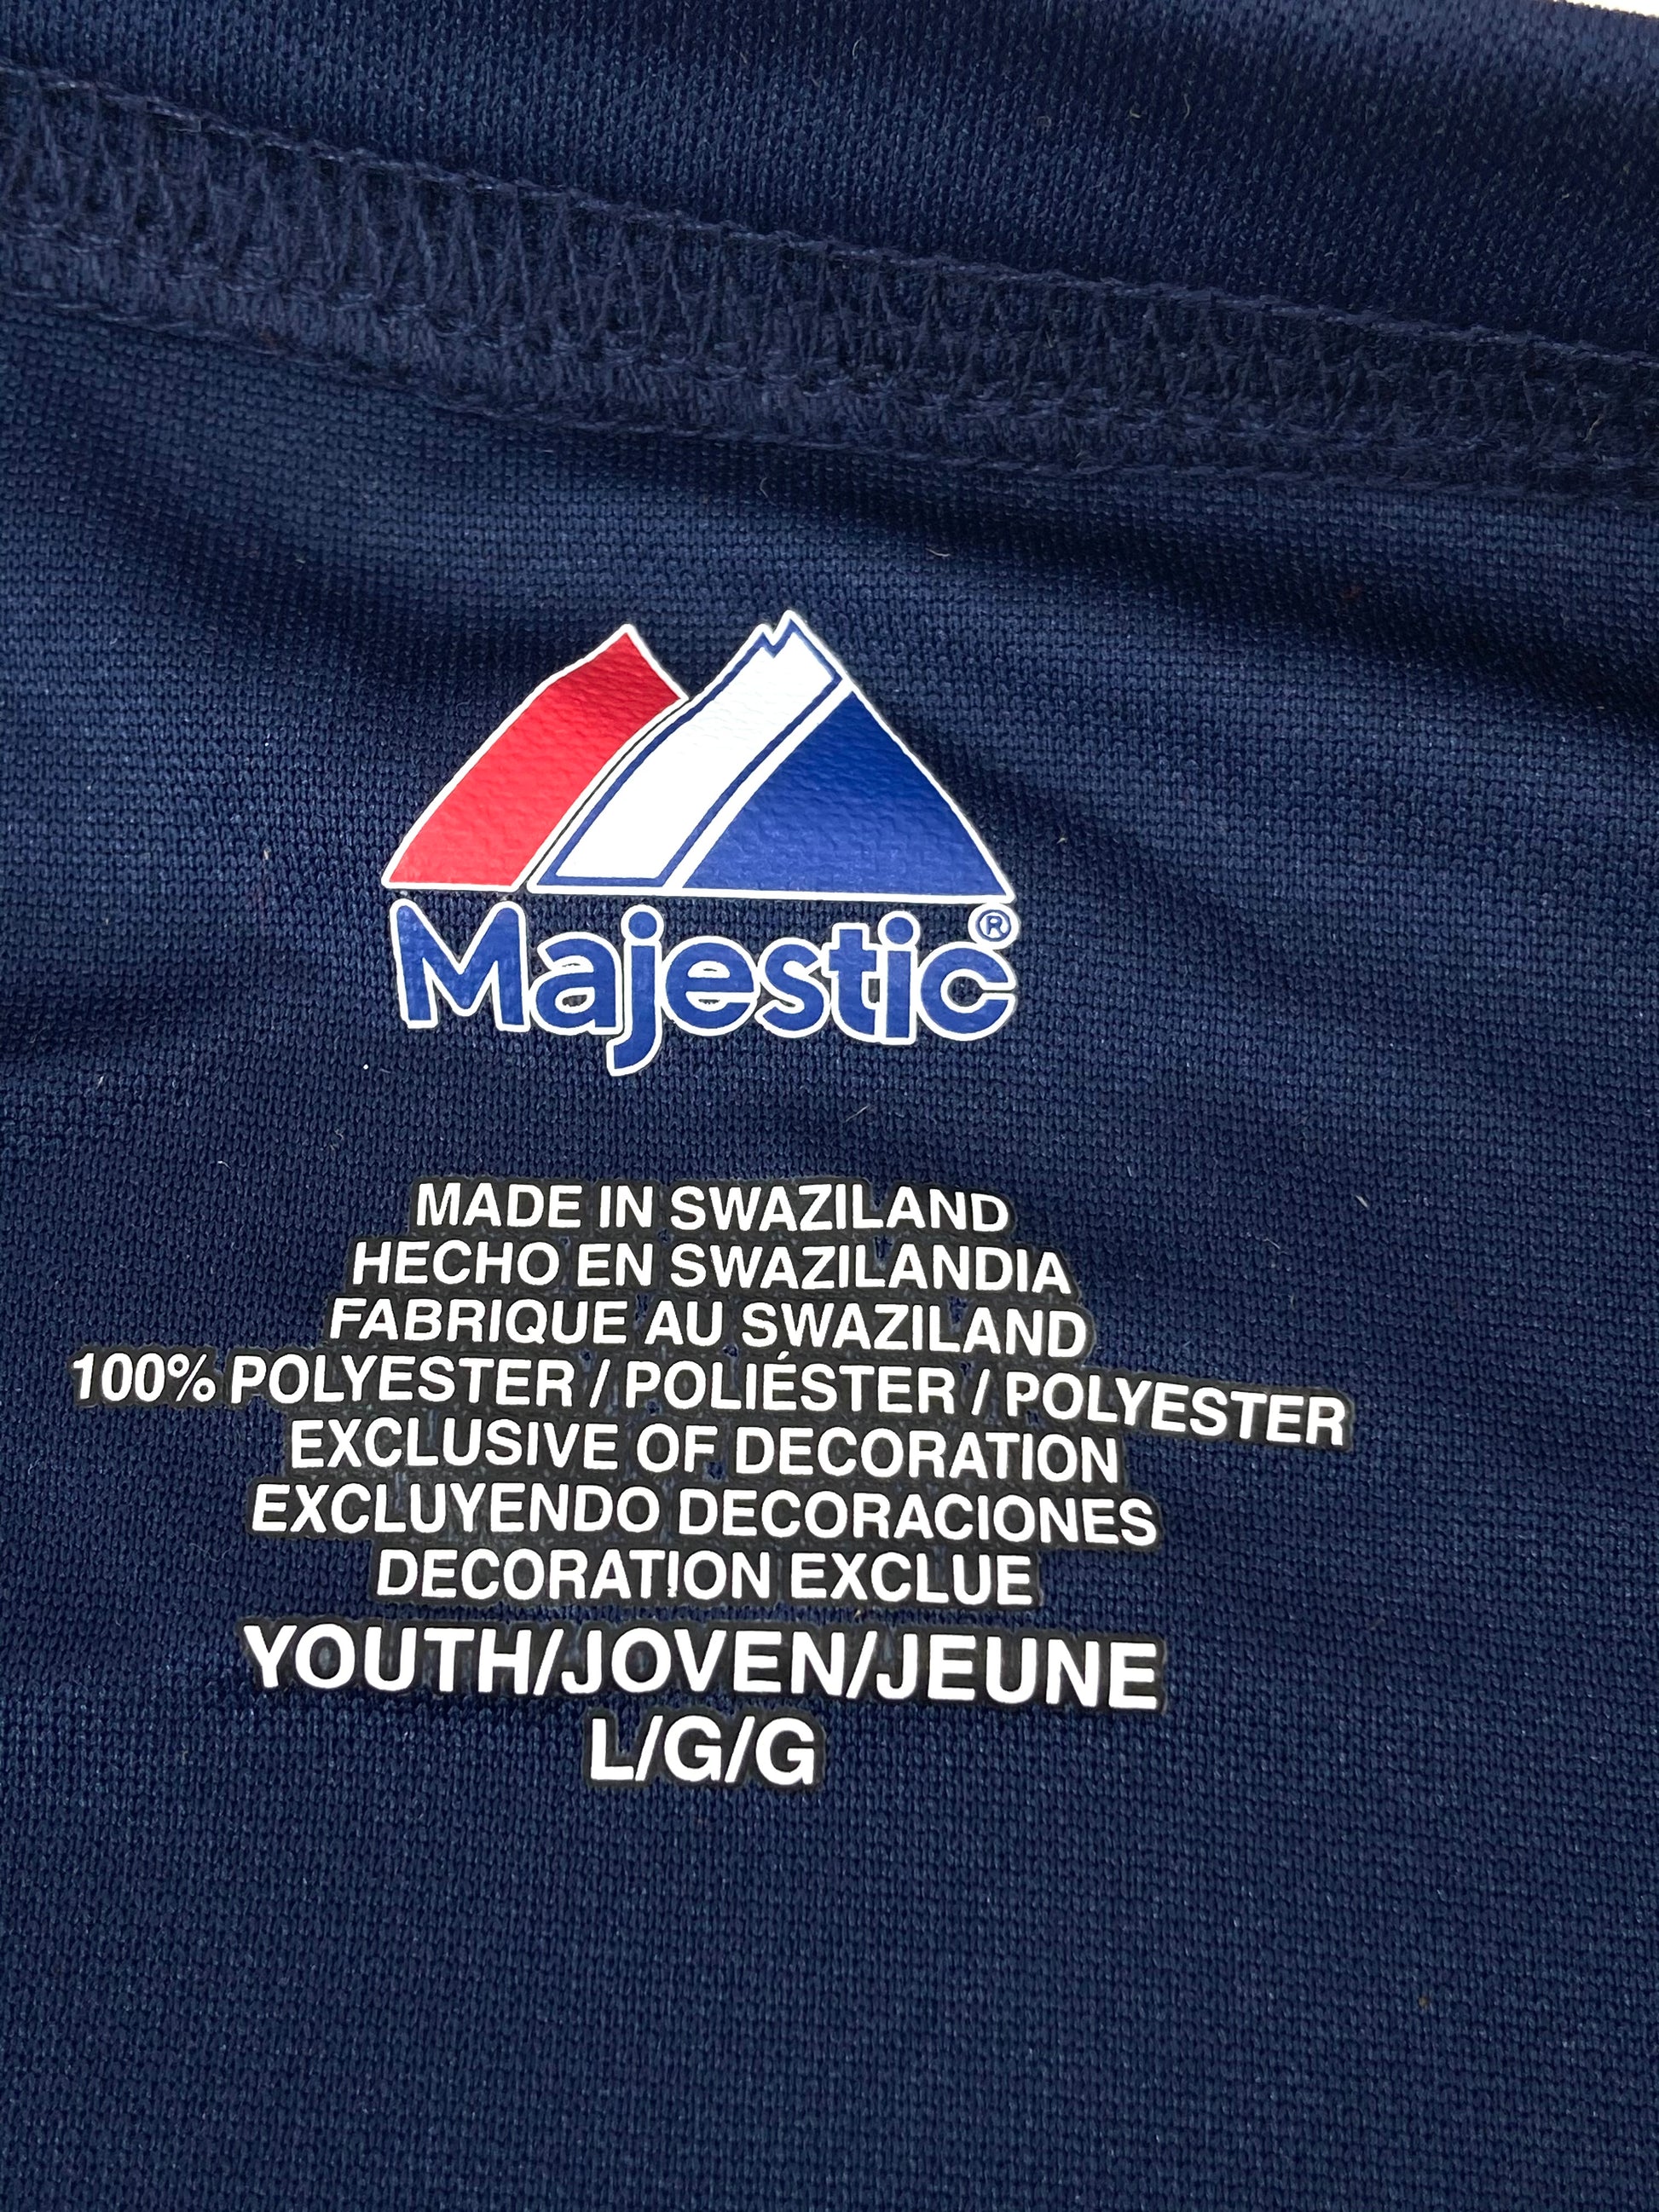 Majestic®
MADE IN SWAZILAND
HECHO EN SWAZILANDIA
FABRIQUE AU SWAZILAND
100% POLYESTER / POLIÉSTER / POLYESTER
EXCLUSIVE OF DECORATION
EXCLUYENDO DECORACIONES
DECORATION EXCLUE
YOUTH/JOVEN/JEUNE
L/G/G